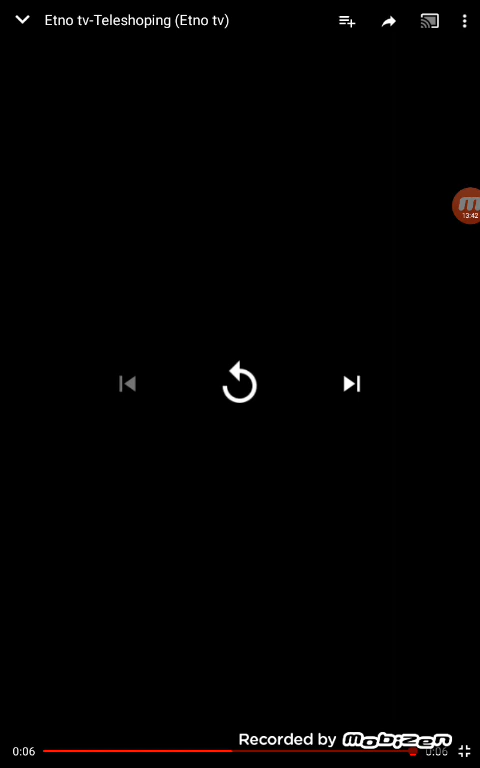 Etno tv-Teleshoping (Etno tv)
m
13:42
0:06
Recorded by mobizen
0:06